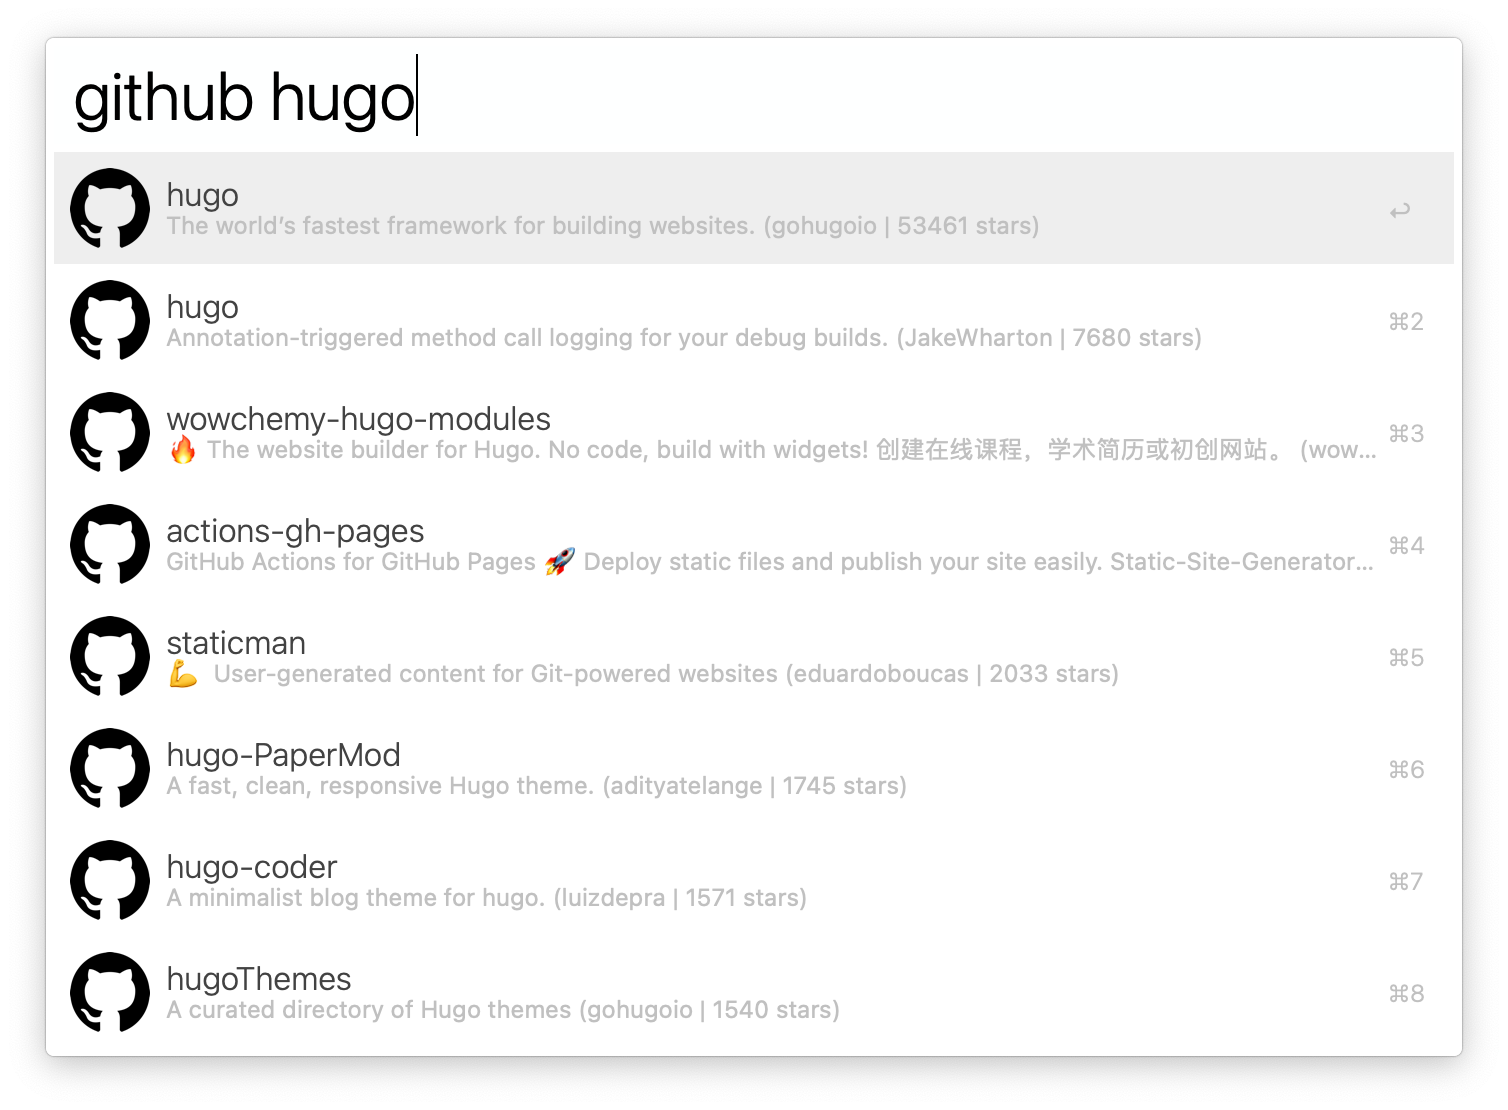 github hugo
hugo
The world’s fastest framework for building websites. (gohugoio | 53461 stars)
↩
hugo
Annotation-triggered method call logging for your debug builds. (JakeWharton | 7680 stars)
⌘2
wowchemy-hugo-modules
🔥 The website builder for Hugo. No code, build with widgets! 创建在线课程，学术简历或初创网站。 (wow...
⌘3
actions-gh-pages
GitHub Actions for GitHub Pages 🚀 Deploy static files and publish your site easily. Static-Site-Generator...
⌘4
staticman
💪 User-generated content for Git-powered websites (eduardoboucas | 2033 stars)
⌘5
hugo-PaperMod
A fast, clean, responsive Hugo theme. (adityatelange | 1745 stars)
⌘6
hugo-coder
A minimalist blog theme for hugo. (luizdepra | 1571 stars)
⌘7
hugoThemes
A curated directory of Hugo themes (gohugoio | 1540 stars)
⌘8